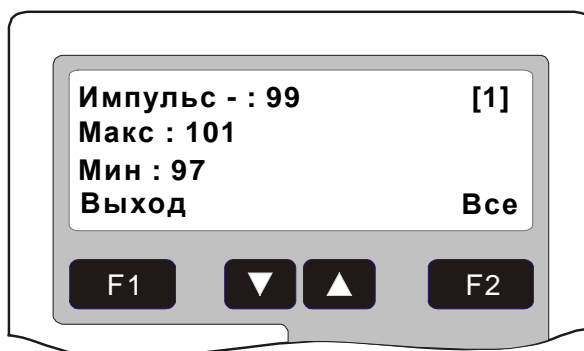 Импульс - : 99 [1]
Макс : 101
Мин : 97
Выход Все
F1 F2